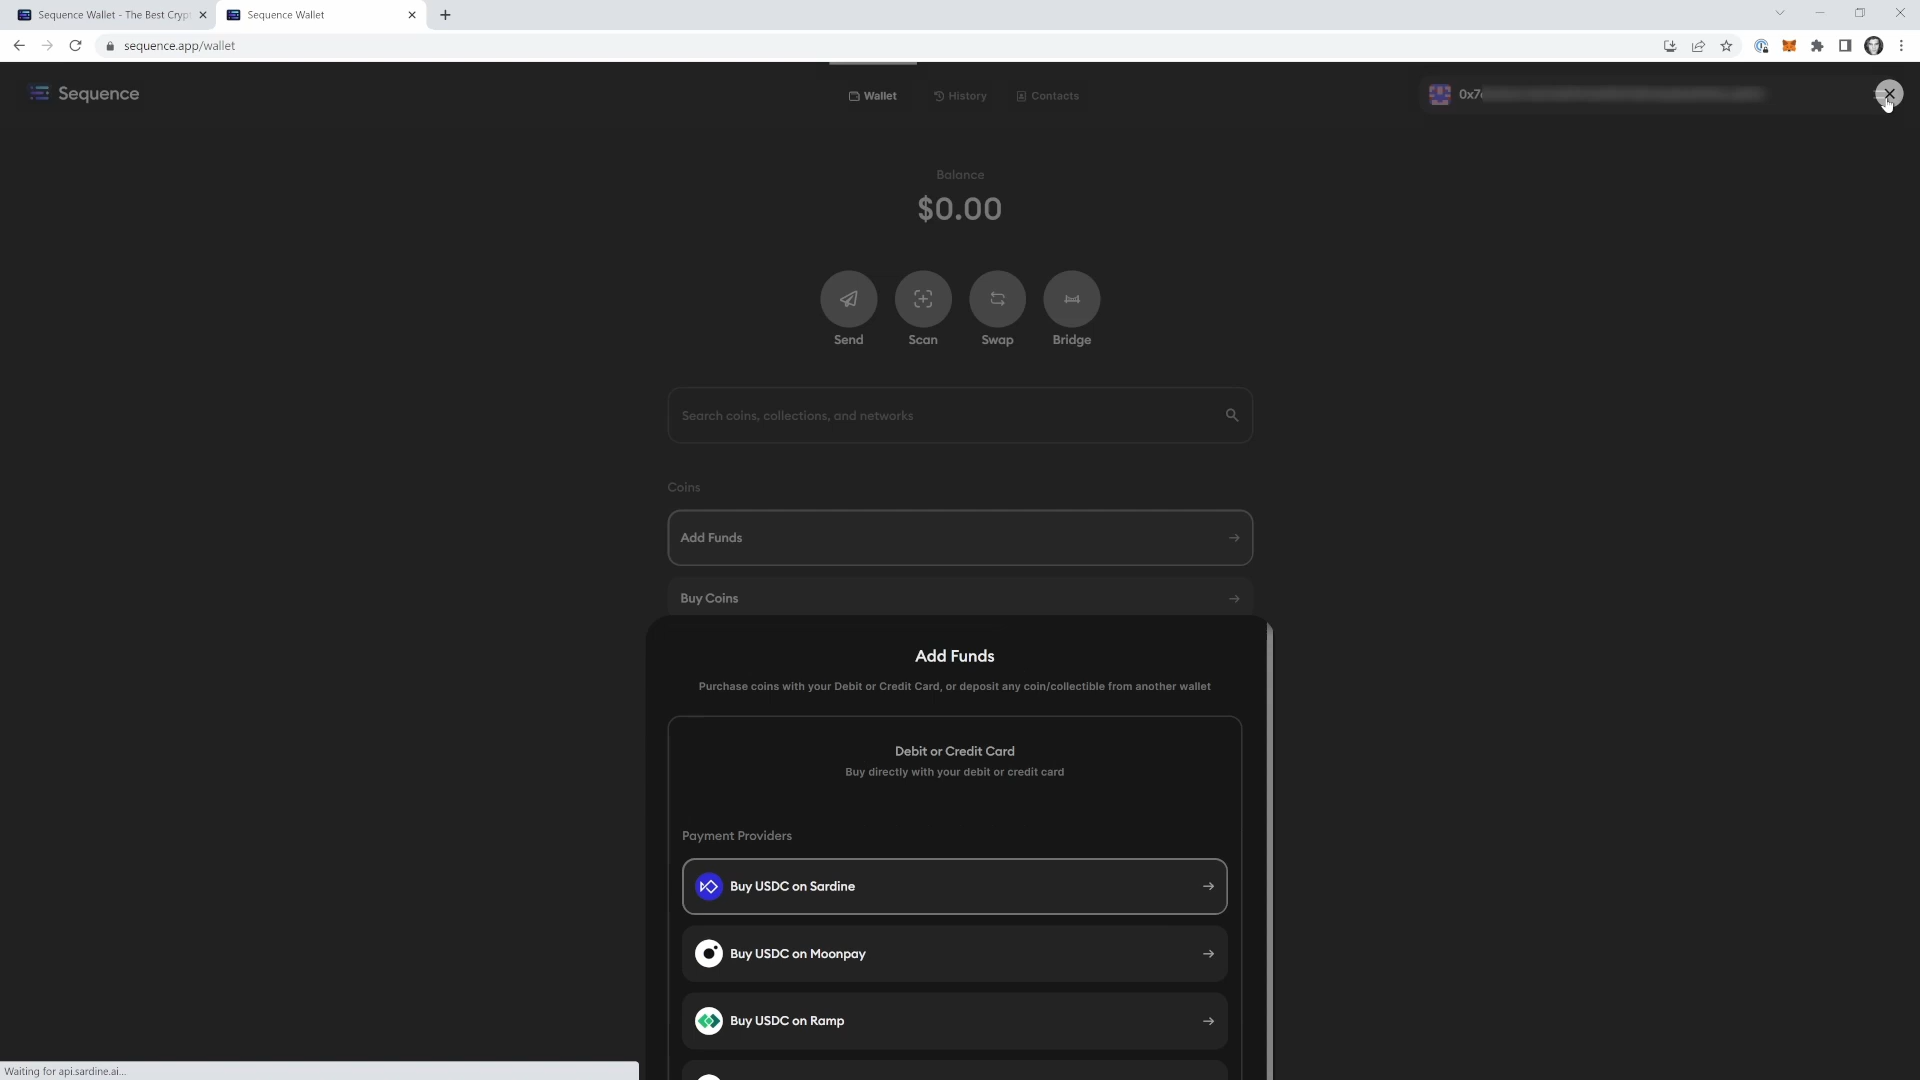 Sequence Wallet - The Best Cryp
Sequence Wallet
sequence.app/wallet
Sequence
Wallet
History
Contacts
0x7
Balance
$0.00
Send
Scan
Swap
Bridge
Search coins, collections, and networks
Coins
Add Funds
Buy Coins
Add Funds
Purchase coins with your Debit or Credit Card, or deposit any coin/collectible from another wallet
Debit or Credit Card
Buy directly with your debit or credit card
Payment Providers
Buy USDC on Sardine
Buy USDC on Moonpay
Buy USDC on Ramp
Waiting for api.sardine.ai...